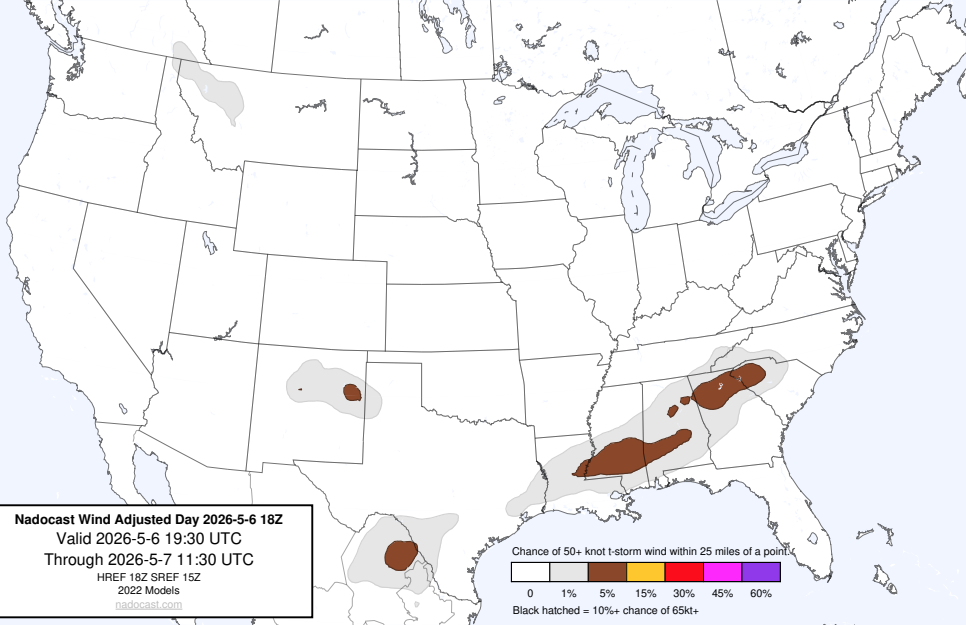 Nadocast Wind Adjusted Day 2026-5-6 18Z
Valid 2026-5-6 19:30 UTC
Through 2026-5-7 11:30 UTC
HREF 18Z SREF 15Z
2022 Models
nadocast.com
Chance of 50+ knot t-storm wind within 25 miles of a point.
0 1% 5% 15% 30% 45% 60%
Black hatched = 10%+ chance of 65kt+